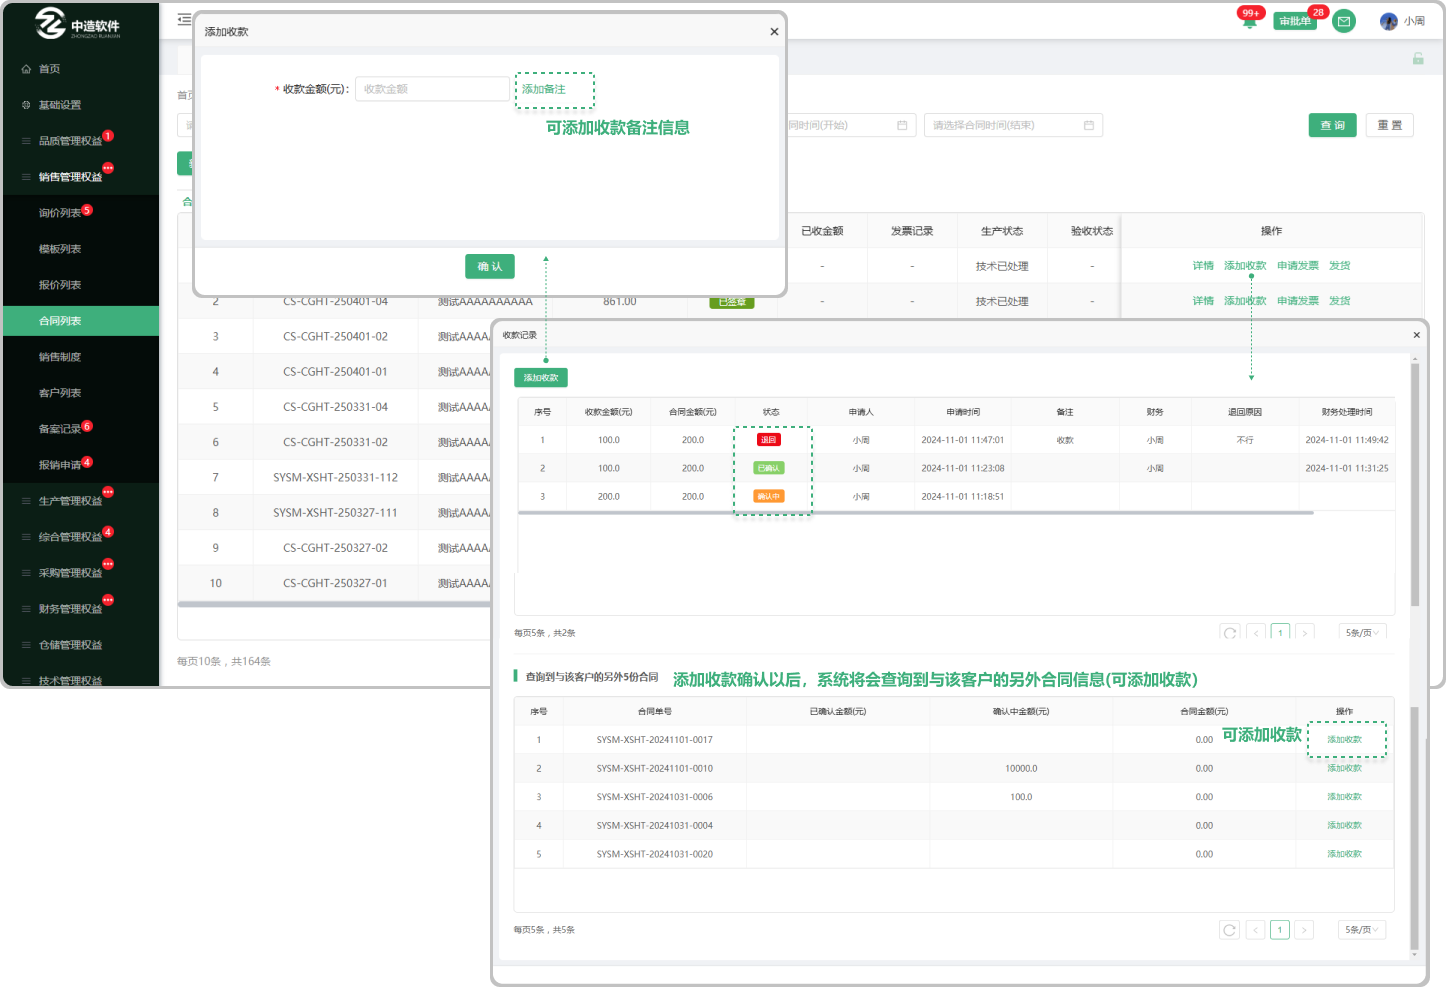 中造软件
ZHONGZAO RUANJIAN
首页
基础设置
品质管理权益 1
销售管理权益
询价列表 5
模板列表
报价列表
合同列表
销售制度
客户列表
备案记录 6
报销申请 4
生产管理权益
综合管理权益 4
采购管理权益
财务管理权益
仓储管理权益
技术管理权益
99+
审批单 28
小周
添加收款
* 收款金额(元): 收款金额 添加备注
可添加收款备注信息
确 认
同时间(开始) 请选择合同时间(结束) 查 询 重 置
已收金额 发票记录 生产状态 验收状态 操作
- - 技术已处理 - 详情 添加收款 申请发票 发货
2 CS-CGHT-250401-04 测试AAAAAAAAAAA 861.00 已签章 - - 技术已处理 - 详情 添加收款 申请发票 发货
3 CS-CGHT-250401-02 测试AAAA
4 CS-CGHT-250401-01 测试AAAA
5 CS-CGHT-250331-04 测试AAAA
6 CS-CGHT-250331-02 测试AAAA
7 SYSM-XSHT-250331-112 测试AAAA
8 SYSM-XSHT-250327-111 测试AAAA
9 CS-CGHT-250327-02 测试AAAA
10 CS-CGHT-250327-01 测试AAAA
每页10条，共164条
收款记录
添加收款
序号 收款金额(元) 合同金额(元) 状态 申请人 申请时间 备注 财务 退回原因 财务处理时间
1 100.0 200.0 退回 小周 2024-11-01 11:47:01 收款 小周 不行 2024-11-01 11:49:42
2 100.0 200.0 已确认 小周 2024-11-01 11:23:08 小周 2024-11-01 11:31:25
3 200.0 200.0 确认中 小周 2024-11-01 11:18:51
每页5条，共2条 1 5条/页
查询到与该客户的另外5份合同 添加收款确认以后，系统将会查询到与该客户的另外合同信息(可添加收款)
序号 合同单号 已确认金额(元) 确认中金额(元) 合同金额(元) 操作
1 SYSM-XSHT-20241101-0017 0.00 可添加收款 添加收款
2 SYSM-XSHT-20241101-0010 10000.0 0.00 添加收款
3 SYSM-XSHT-20241031-0006 100.0 0.00 添加收款
4 SYSM-XSHT-20241031-0004 0.00 添加收款
5 SYSM-XSHT-20241031-0020 0.00 添加收款
每页5条，共5条 1 5条/页